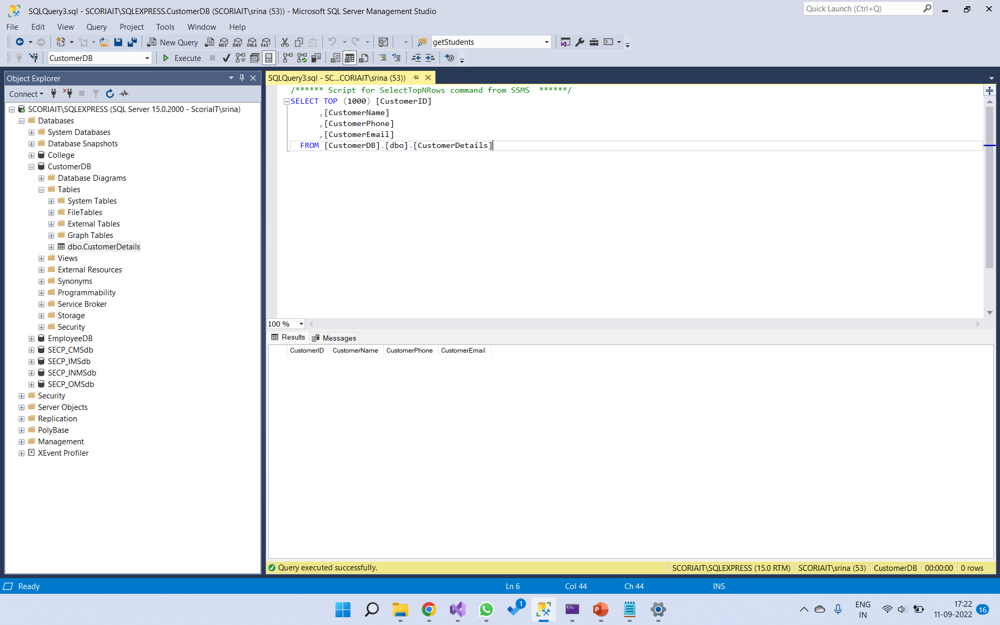 SQLQuery3.sql - SCORIAIT\SQLEXPRESS.CustomerDB (SCORIAIT\srina (53)) - Microsoft SQL Server Management Studio
Quick Launch (Ctrl+Q)
File Edit View Query Project Tools Window Help
New Query MDX DMX XMLA DAX getStudents
CustomerDB Execute
Object Explorer
Connect
SCORIAIT\SQLEXPRESS (SQL Server 15.0.2000 - ScoriaIT\srina)
Databases
System Databases
Database Snapshots
College
CustomerDB
Database Diagrams
Tables
System Tables
FileTables
External Tables
Graph Tables
dbo.CustomerDetails
Views
External Resources
Synonyms
Programmability
Service Broker
Storage
Security
EmployeeDB
SECP_CMSdb
SECP_IMSdb
SECP_INMSdb
SECP_OMSdb
Security
Server Objects
Replication
PolyBase
Management
XEvent Profiler
SQLQuery3.sql - SC...CORIAIT\srina (53))
/****** Script for SelectTopNRows command from SSMS  ******/
SELECT TOP (1000) [CustomerID]
,[CustomerName]
,[CustomerPhone]
,[CustomerEmail]
FROM [CustomerDB].[dbo].[CustomerDetails]
100 %
Results Messages
CustomerID CustomerName CustomerPhone CustomerEmail
Query executed successfully. SCORIAIT\SQLEXPRESS (15.0 RTM) SCORIAIT\srina (53) CustomerDB 00:00:00 0 rows
Ready Ln 6 Col 44 Ch 44 INS
1
ENG
IN
17:22
11-09-2022
16